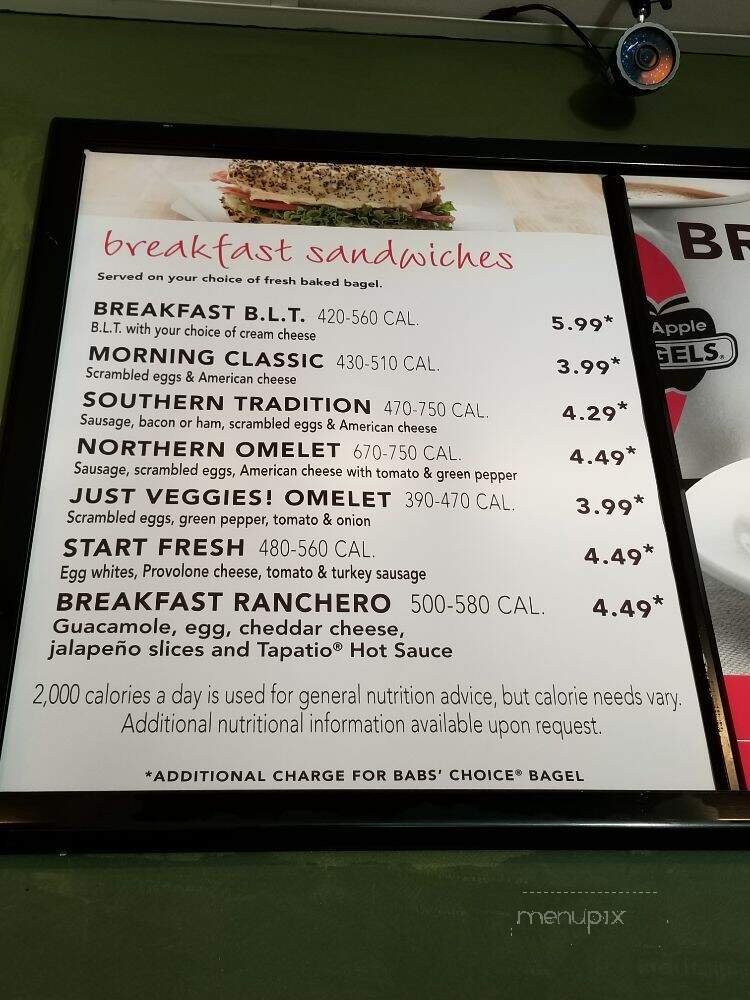 breakfast sandwiches
Served on your choice of fresh baked bagel.
BREAKFAST B.L.T. 420-560 CAL. 5.99*
B.L.T. with your choice of cream cheese
MORNING CLASSIC 430-510 CAL. 3.99*
Scrambled eggs & American cheese
SOUTHERN TRADITION 470-750 CAL. 4.29*
Sausage, bacon or ham, scrambled eggs & American cheese
NORTHERN OMELET 670-750 CAL. 4.49*
Sausage, scrambled eggs, American cheese with tomato & green pepper
JUST VEGGIES! OMELET 390-470 CAL. 3.99*
Scrambled eggs, green pepper, tomato & onion
START FRESH 480-560 CAL. 4.49*
Egg whites, Provolone cheese, tomato & turkey sausage
BREAKFAST RANCHERO 500-580 CAL. 4.49*
Guacamole, egg, cheddar cheese,
jalapeño slices and Tapatio® Hot Sauce
2,000 calories a day is used for general nutrition advice, but calorie needs vary.
Additional nutritional information available upon request.
*ADDITIONAL CHARGE FOR BABS' CHOICE® BAGEL
BR
Apple
GELS®
menupix